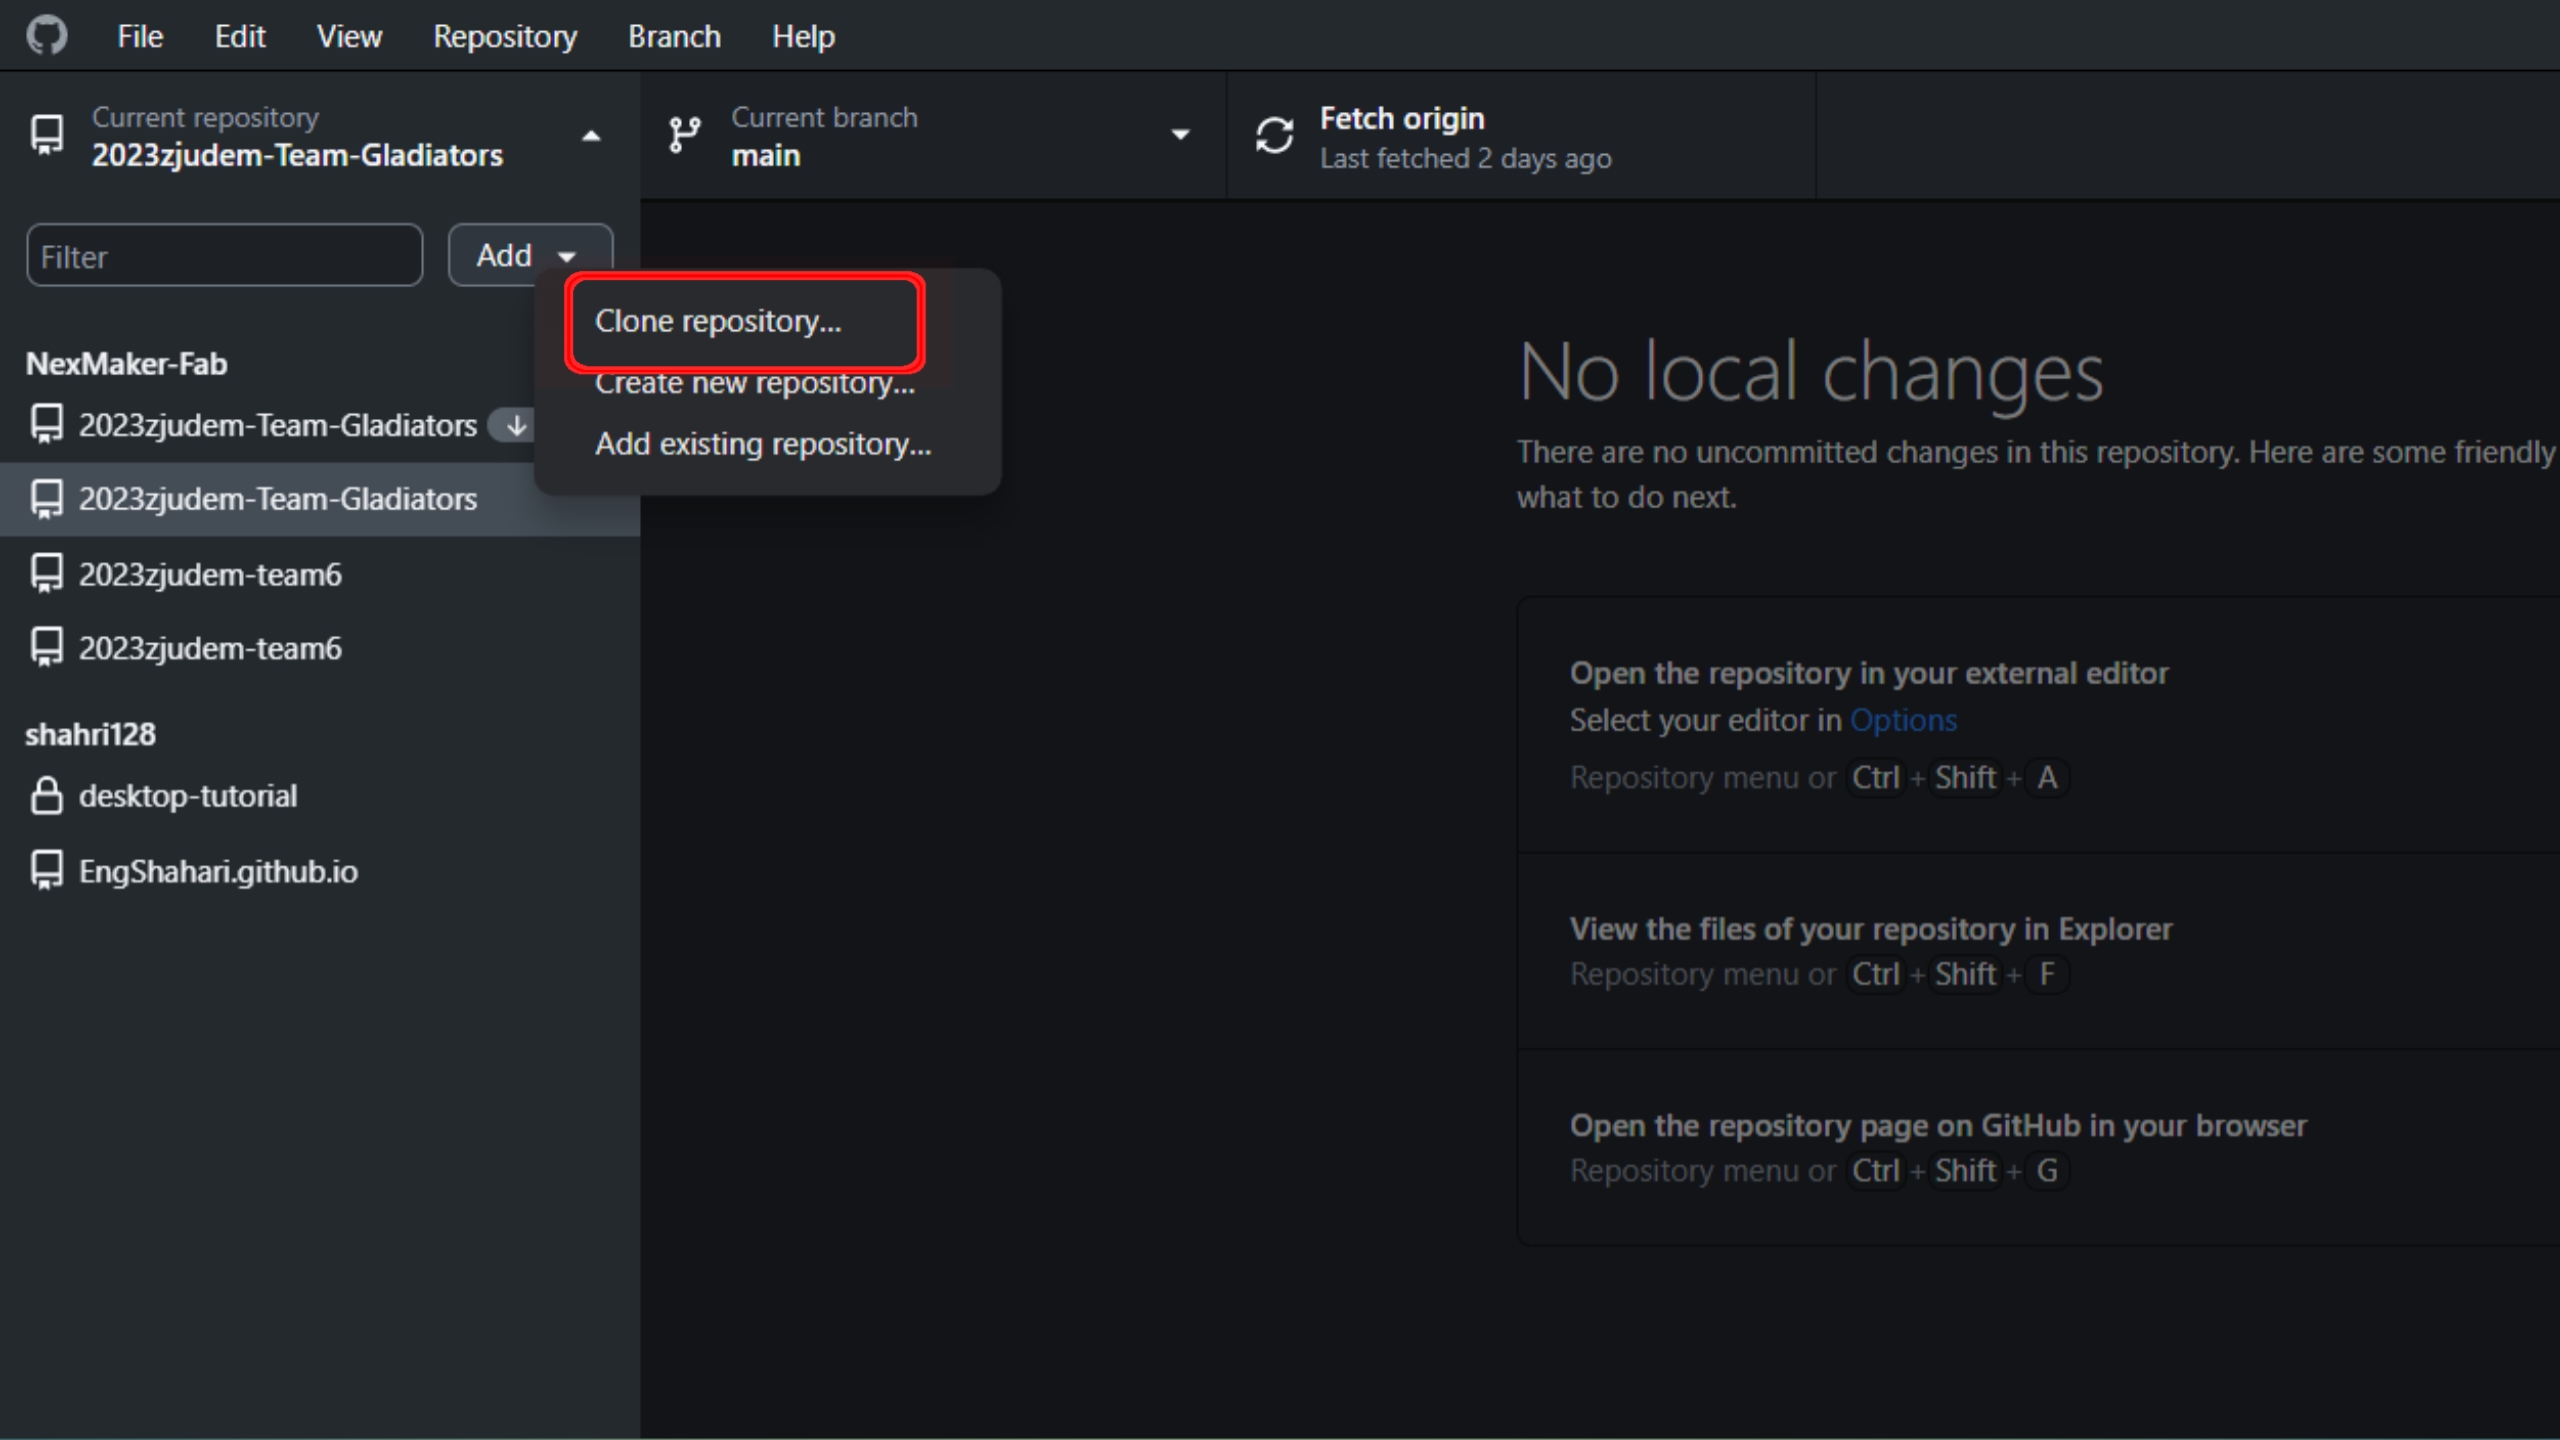 File Edit View Repository Branch Help
Current repository
2023zjudem-Team-Gladiators
Current branch
main
Fetch origin
Last fetched 2 days ago
Filter
Add
Clone repository...
Create new repository...
Add existing repository...
NexMaker-Fab
2023zjudem-Team-Gladiators
2023zjudem-Team-Gladiators
2023zjudem-team6
2023zjudem-team6
shahri128
desktop-tutorial
EngShahari.github.io
No local changes
There are no uncommitted changes in this repository. Here are some friendly
what to do next.
Open the repository in your external editor
Select your editor in Options
Repository menu or Ctrl + Shift + A
View the files of your repository in Explorer
Repository menu or Ctrl + Shift + F
Open the repository page on GitHub in your browser
Repository menu or Ctrl + Shift + G